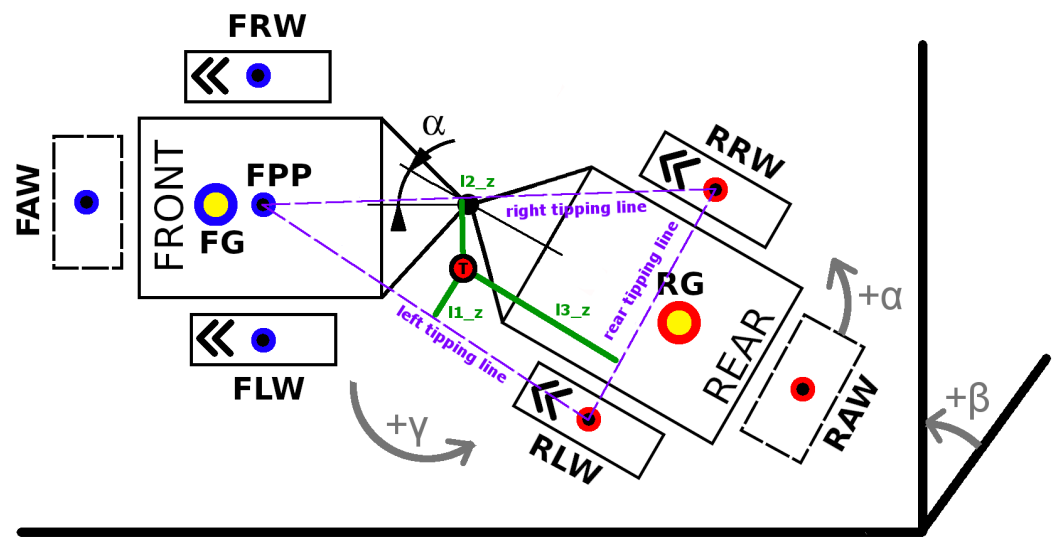 FRW
α
RRW
FAW
FRONT
FPP
l2_z
right tipping line
FG
T
RG
rear tipping line
l1_z
l3_z
+α
left tipping line
REAR
FLW
RAW
+β
+γ
RLW